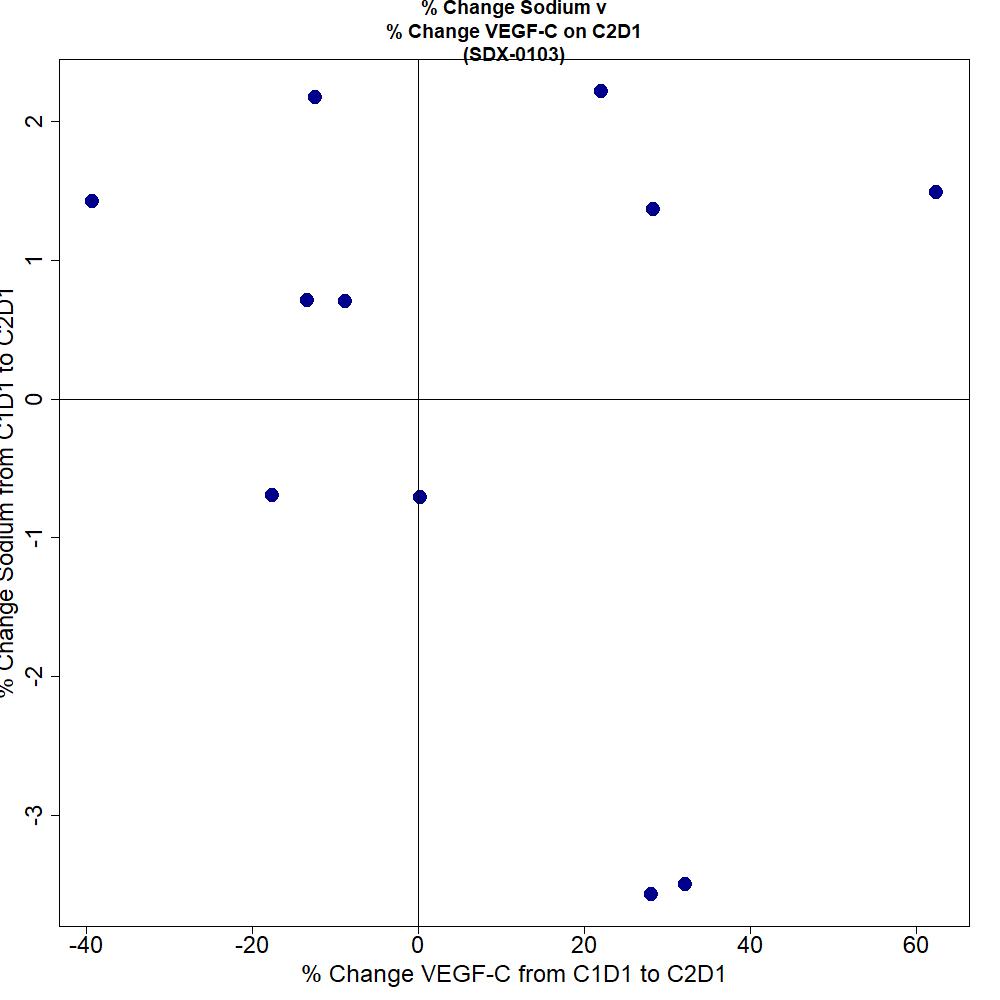 % Change Sodium v
% Change VEGF-C on C2D1
(SDX-0103)
% Change Sodium from C1D1 to C2D1
2
1
0
-1
-2
-3
-40
-20
0
20
40
60
% Change VEGF-C from C1D1 to C2D1